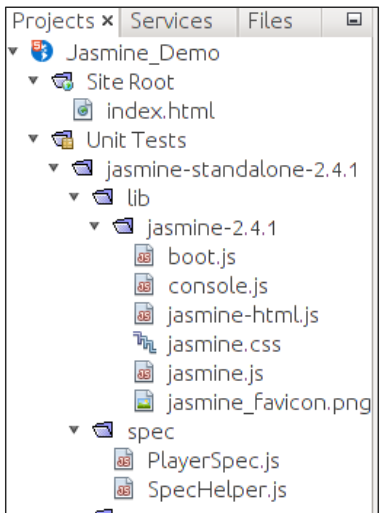 Projects × Services Files
Jasmine_Demo
Site Root
index.html
Unit Tests
jasmine-standalone-2.4.1
lib
jasmine-2.4.1
boot.js
console.js
jasmine-html.js
jasmine.css
jasmine.js
jasmine_favicon.png
spec
PlayerSpec.js
SpecHelper.js